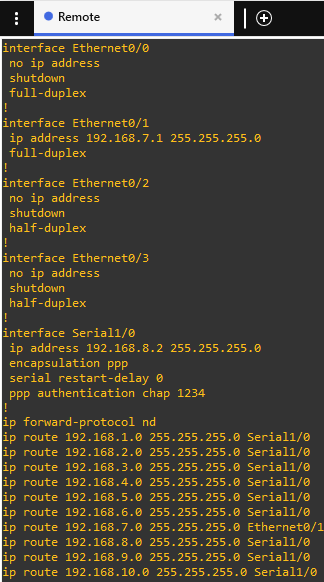 Remote
interface Ethernet0/0
 no ip address
 shutdown
 full-duplex
!
interface Ethernet0/1
 ip address 192.168.7.1 255.255.255.0
 full-duplex
!
interface Ethernet0/2
 no ip address
 shutdown
 half-duplex
!
interface Ethernet0/3
 no ip address
 shutdown
 half-duplex
!
interface Serial1/0
 ip address 192.168.8.2 255.255.255.0
 encapsulation ppp
 serial restart-delay 0
 ppp authentication chap 1234
!
ip forward-protocol nd
ip route 192.168.1.0 255.255.255.0 Serial1/0
ip route 192.168.2.0 255.255.255.0 Serial1/0
ip route 192.168.3.0 255.255.255.0 Serial1/0
ip route 192.168.4.0 255.255.255.0 Serial1/0
ip route 192.168.5.0 255.255.255.0 Serial1/0
ip route 192.168.6.0 255.255.255.0 Serial1/0
ip route 192.168.7.0 255.255.255.0 Ethernet0/1
ip route 192.168.8.0 255.255.255.0 Serial1/0
ip route 192.168.9.0 255.255.255.0 Serial1/0
ip route 192.168.10.0 255.255.255.0 Serial1/0